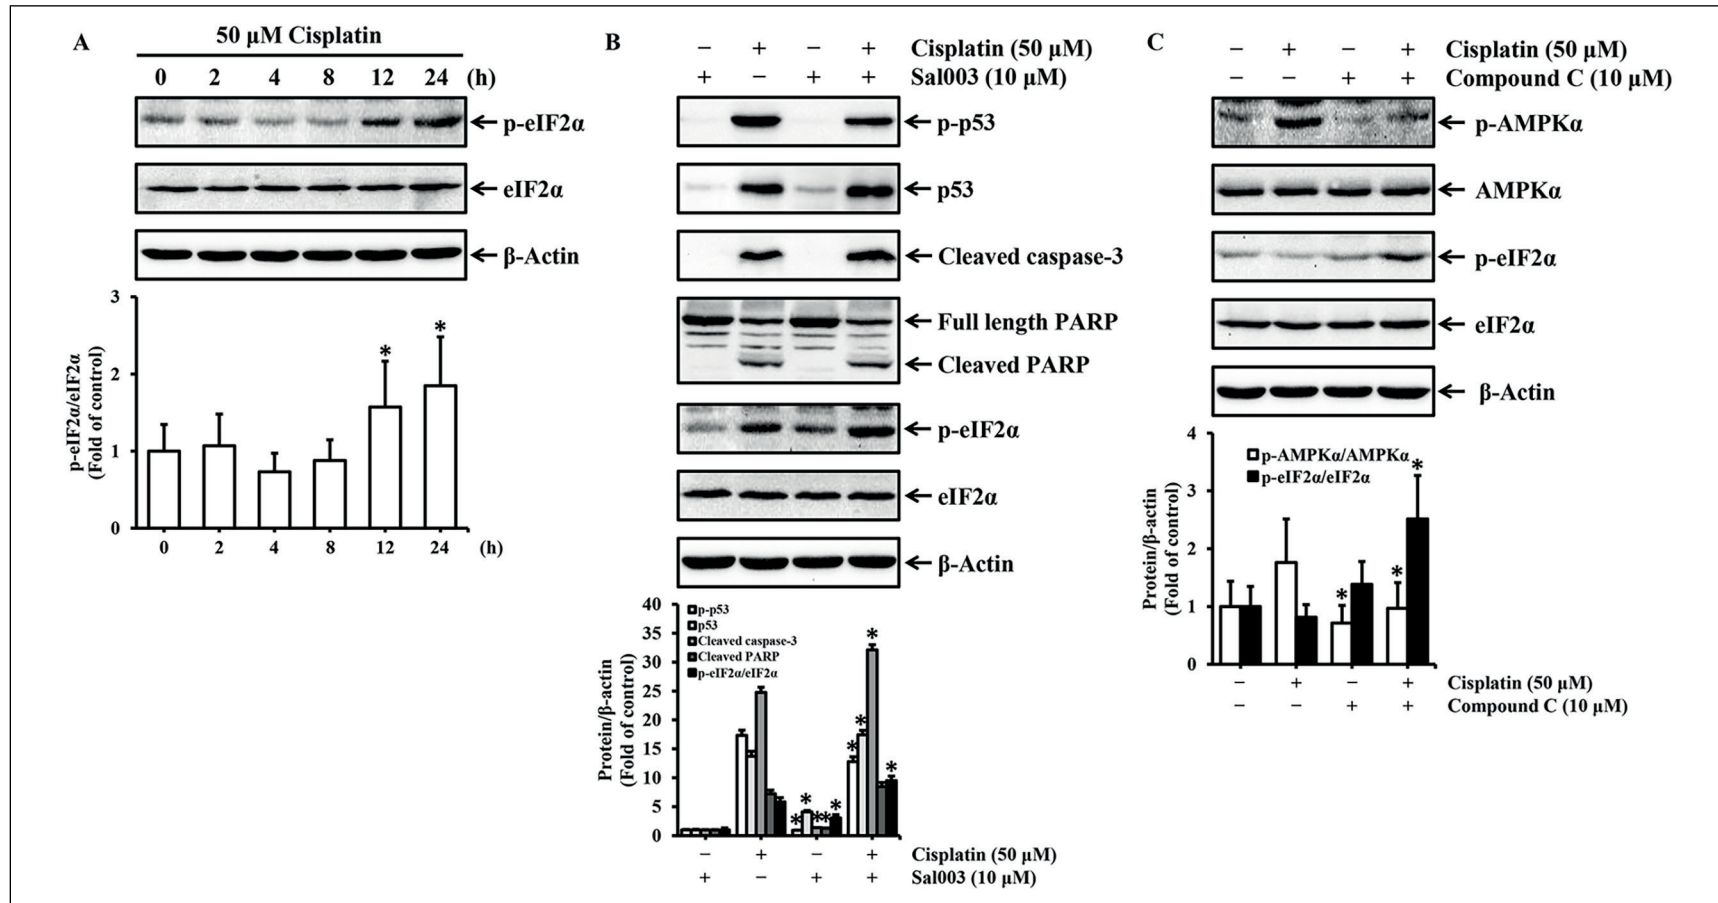 A
50 µM Cisplatin
0 2 4 8 12 24 (h)
p-eIF2α
eIF2α
β-Actin
3
2
1
0
p-eIF2α/eIF2α
(Fold of control)
*
*
0 2 4 8 12 24 (h)
B
− + − + Cisplatin (50 µM)
+ − + + Sal003 (10 µM)
p-p53
p53
Cleaved caspase-3
Full length PARP
Cleaved PARP
p-eIF2α
eIF2α
β-Actin
40
35
30
25
20
15
10
5
0
Protein/β-actin
(Fold of control)
p-p53
p53
Cleaved caspase-3
Cleaved PARP
p-eIF2α/eIF2α
* * * * * * * * *
− + − + Cisplatin (50 µM)
+ − + + Sal003 (10 µM)
C
− + − + Cisplatin (50 µM)
− − + + Compound C (10 µM)
p-AMPKα
AMPKα
p-eIF2α
eIF2α
β-Actin
4
3
2
1
0
Protein/β-actin
(Fold of control)
p-AMPKα/AMPKα
p-eIF2α/eIF2α
* * *
− + − + Cisplatin (50 µM)
− − + + Compound C (10 µM)